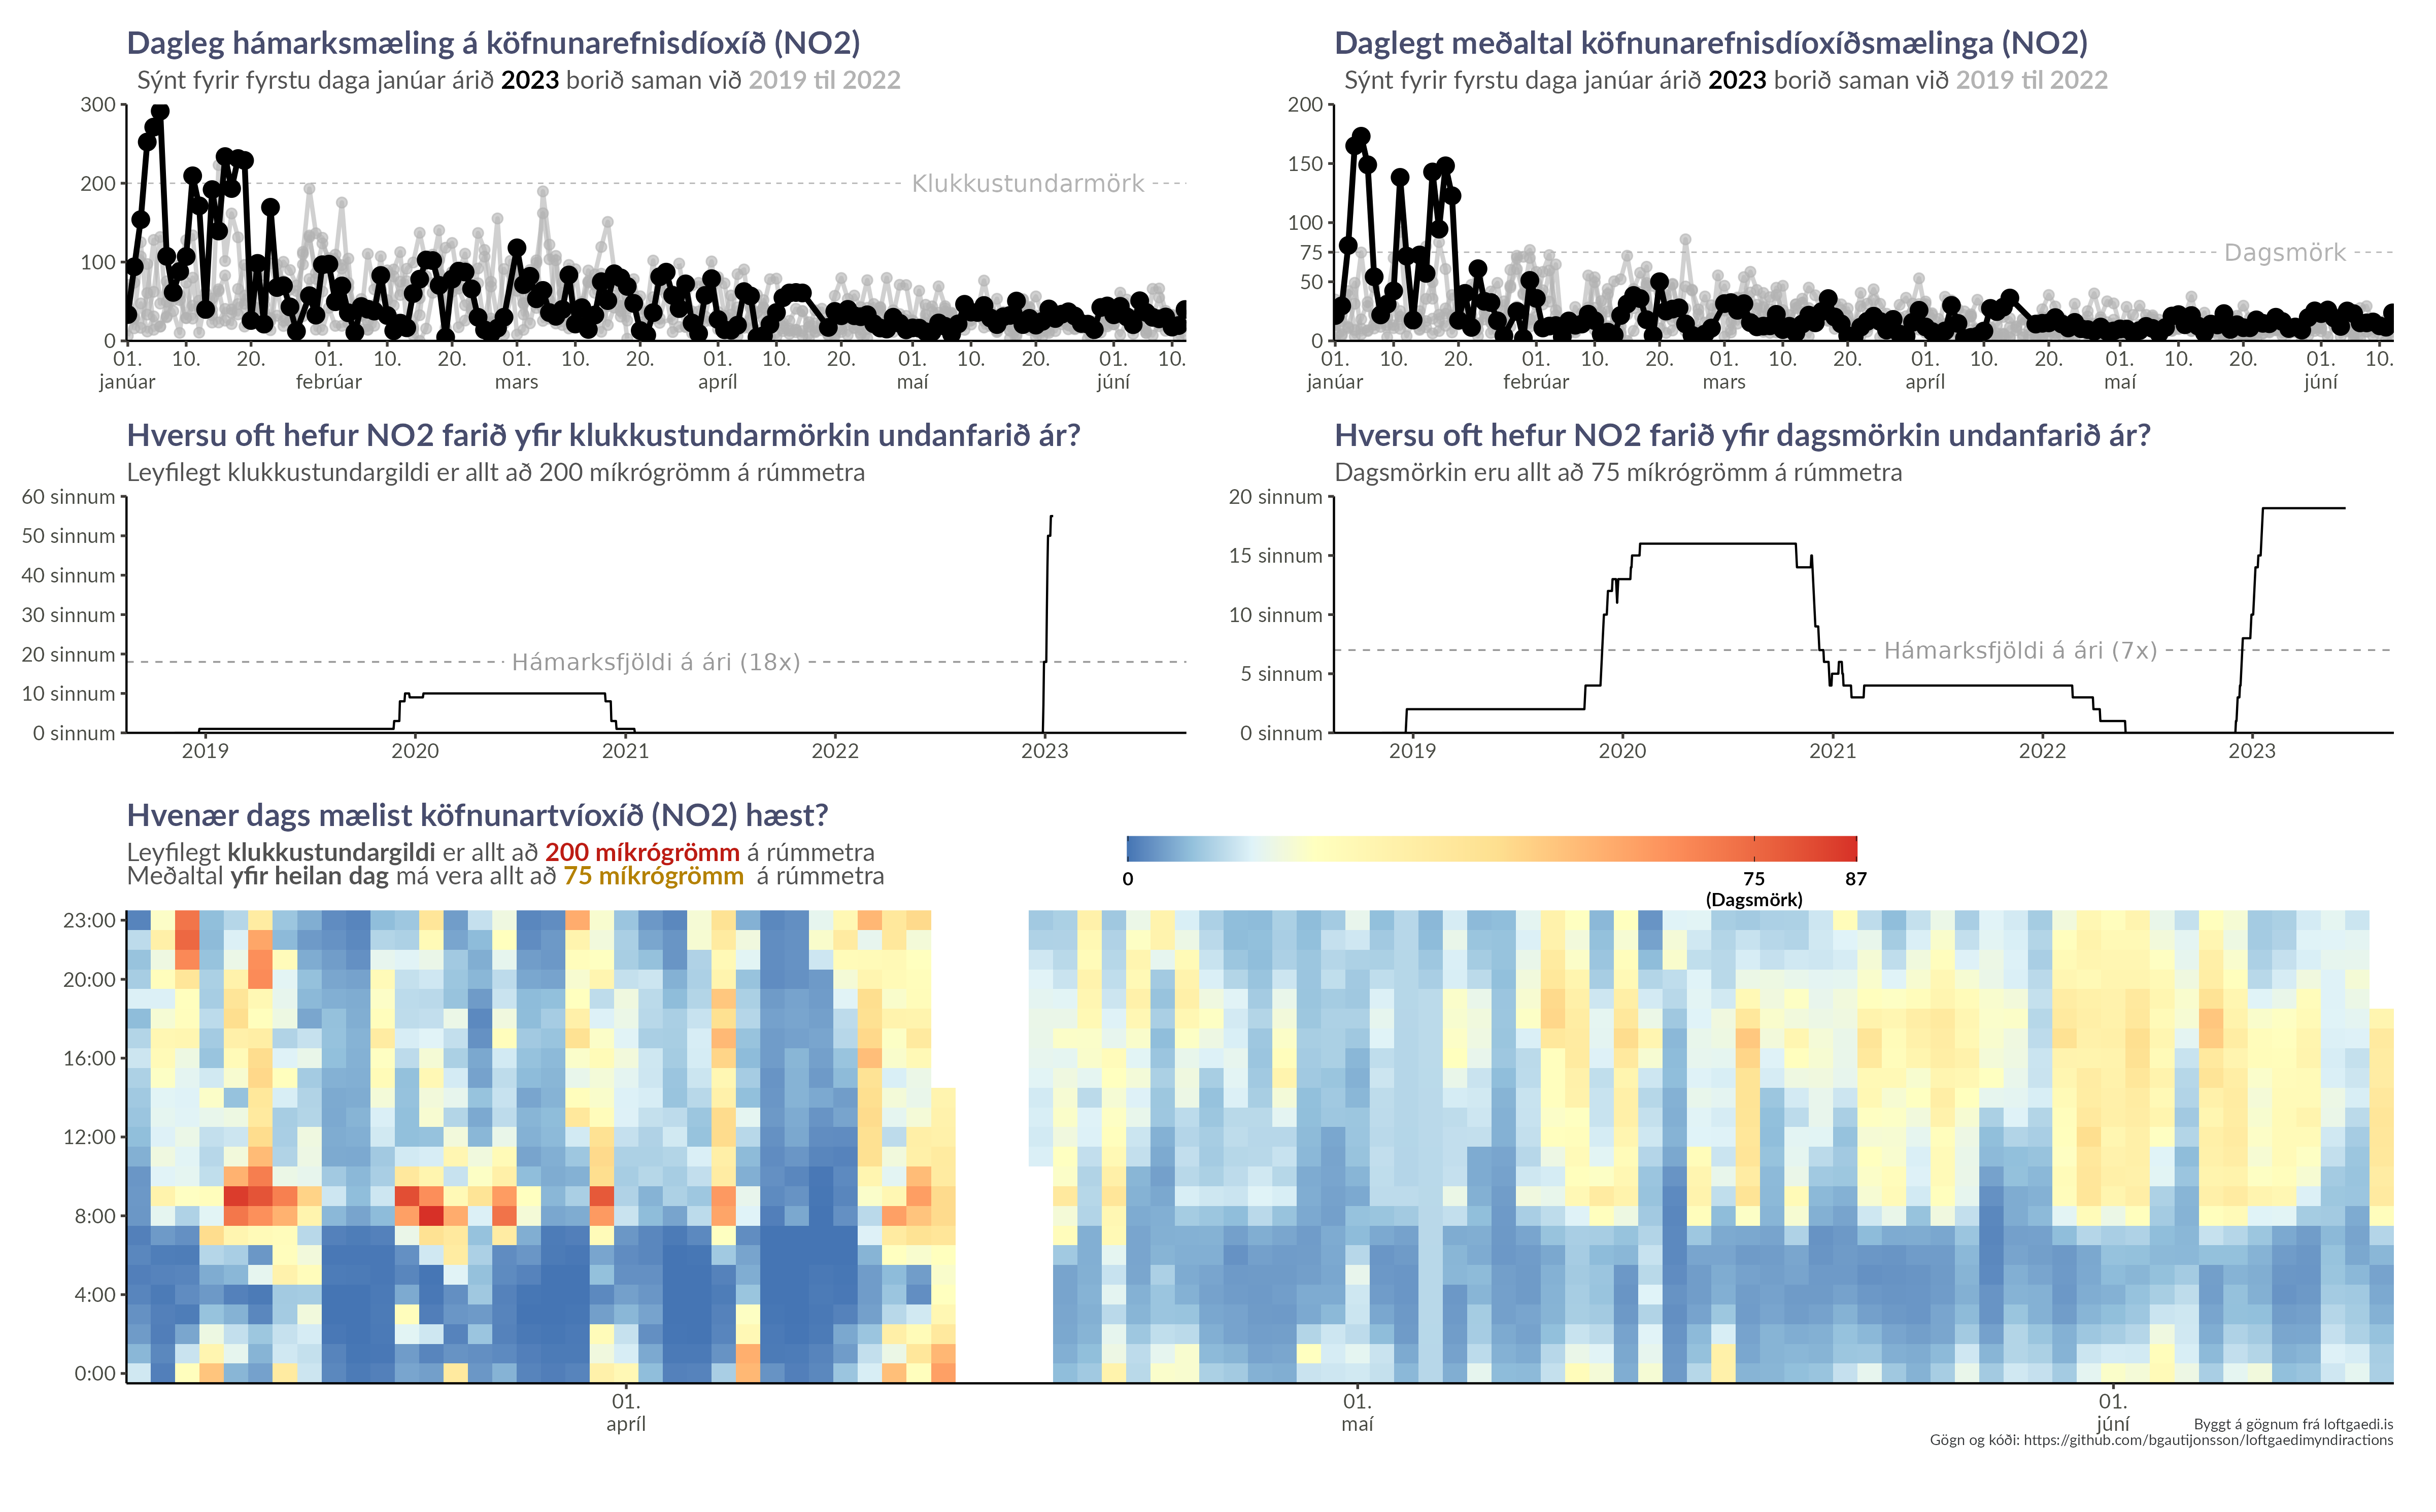 Dagleg hámarksmæling á köfnunarefnisdíoxíð (NO2)
Sýnt fyrir fyrstu daga janúar árið 2023 borið saman við 2019 til 2022
300
200
100
0
Klukkustundarmörk
01. 10. 20. 01. 10. 20. 01. 10. 20. 01. 10. 20. 01. 10. 20. 01. 10.
janúar febrúar mars apríl maí júní
Daglegt meðaltal köfnunarefnisdíoxíðsmælinga (NO2)
Sýnt fyrir fyrstu daga janúar árið 2023 borið saman við 2019 til 2022
200
150
100
75
50
0
Dagsmörk
01. 10. 20. 01. 10. 20. 01. 10. 20. 01. 10. 20. 01. 10. 20. 01. 10.
janúar febrúar mars apríl maí júní
Hversu oft hefur NO2 farið yfir klukkustundarmörkin undanfarið ár?
Leyfilegt klukkustundargildi er allt að 200 míkrógrömm á rúmmetra
60 sinnum
50 sinnum
40 sinnum
30 sinnum
20 sinnum
10 sinnum
0 sinnum
Hámarksfjöldi á ári (18x)
2019 2020 2021 2022 2023
Hversu oft hefur NO2 farið yfir dagsmörkin undanfarið ár?
Dagsmörkin eru allt að 75 míkrógrömm á rúmmetra
20 sinnum
15 sinnum
10 sinnum
5 sinnum
0 sinnum
Hámarksfjöldi á ári (7x)
2019 2020 2021 2022 2023
Hvenær dags mælist köfnunartvíoxíð (NO2) hæst?
Leyfilegt klukkustundargildi er allt að 200 míkrógrömm á rúmmetra
Meðaltal yfir heilan dag má vera allt að 75 míkrógrömm á rúmmetra
0 75 87
(Dagsmörk)
23:00
20:00
16:00
12:00
8:00
4:00
0:00
01. 01. 01.
apríl maí júní
Byggt á gögnum frá loftgaedi.is
Gögn og kóði: https://github.com/bgautijonsson/loftgaedimyndiractions